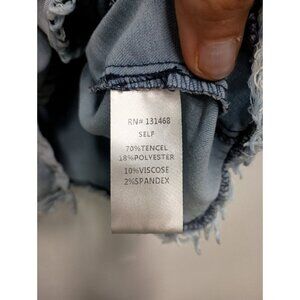 RN# 131468
SELF
70%TENCEL
18%POLYESTER
10%VISCOSE
2%SPANDEX